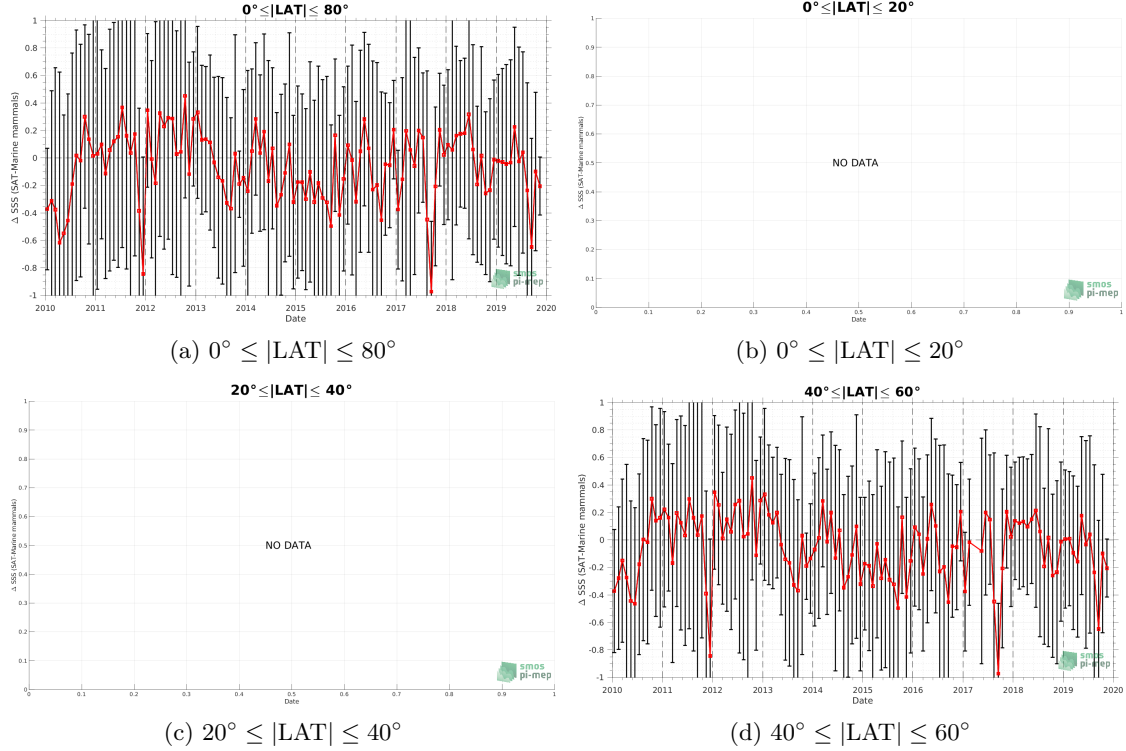 0°≤|LAT|≤ 80°
1
0.8
0.6
0.4
0.2
0
-0.2
-0.4
-0.6
-0.8
-1
Δ SSS (SAT-Marine mammals)
2010 2011 2012 2013 2014 2015 2016 2017 2018 2019 2020
Date
smos
pi-mep
(a) 0° ≤ |LAT| ≤ 80°
0°≤|LAT|≤ 20°
1
0.9
0.8
0.7
0.6
0.5
0.4
0.3
0.2
0.1
0
Δ SSS (SAT-Marine mammals)
NO DATA
0 0.1 0.2 0.3 0.4 0.5 0.6 0.7 0.8 0.9 1
Date
smos
pi-mep
(b) 0° ≤ |LAT| ≤ 20°
20°≤|LAT|≤ 40°
1
0.9
0.8
0.7
0.6
0.5
0.4
0.3
0.2
0.1
0
Δ SSS (SAT-Marine mammals)
NO DATA
0 0.1 0.2 0.3 0.4 0.5 0.6 0.7 0.8 0.9 1
Date
smos
pi-mep
(c) 20° ≤ |LAT| ≤ 40°
40°≤|LAT|≤ 60°
1
0.8
0.6
0.4
0.2
0
-0.2
-0.4
-0.6
-0.8
-1
Δ SSS (SAT-Marine mammals)
2010 2011 2012 2013 2014 2015 2016 2017 2018 2019 2020
Date
smos
pi-mep
(d) 40° ≤ |LAT| ≤ 60°